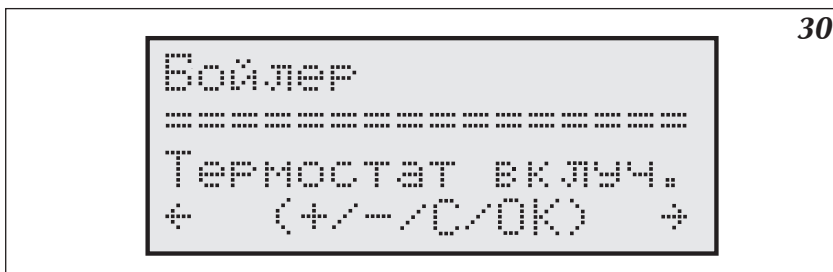 30
Бойлер
================
Термостат включ.
← (+/-/C/OK) →